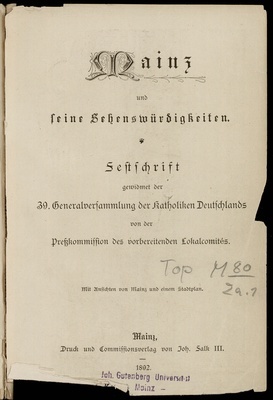 Mainz
und
seine Sehenswürdigkeiten.
Festschrift
gewidmet der
39. Generalversammlung der Katholiken Deutschlands
von der
Preßkommission des vorbereitenden Lokalcomités.
Top M 80
Za. 1
Mit Ansichten von Mainz und einem Stadtplan.
Mainz,
Druck und Commissionsverlag von Joh. Falk III.
1892.
Joh. Gutenberg Universität
Mainz